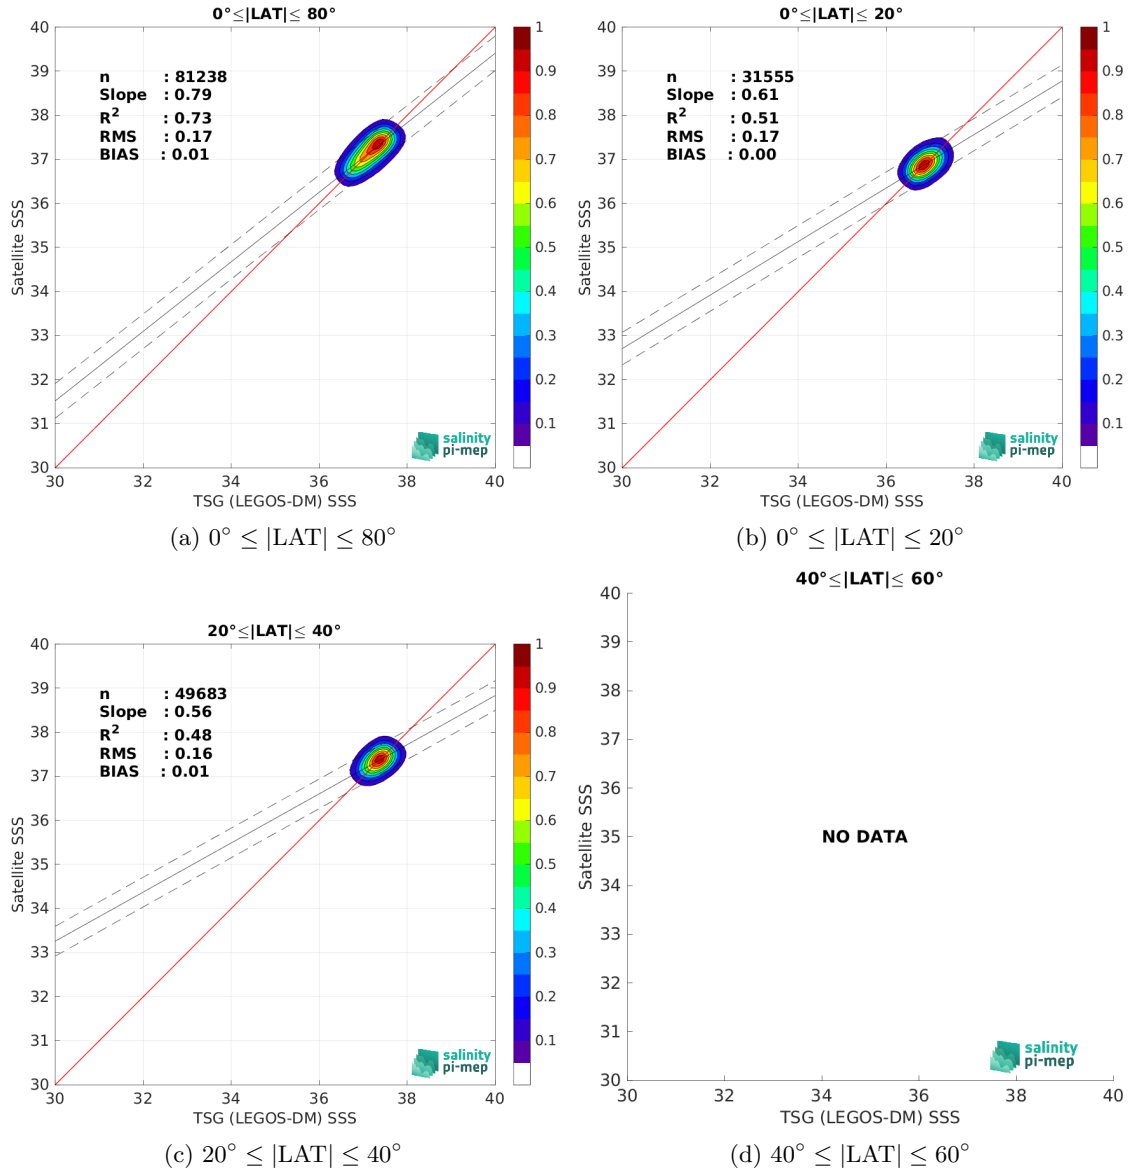 0°≤|LAT|≤ 80°
40
39
38
37
36
35
34
33
32
31
30
Satellite SSS
n : 81238
Slope : 0.79
R² : 0.73
RMS : 0.17
BIAS : 0.01
salinity
pi-mep
30 32 34 36 38 40
TSG (LEGOS-DM) SSS
1
0.9
0.8
0.7
0.6
0.5
0.4
0.3
0.2
0.1
(a) 0° ≤ |LAT| ≤ 80°
0°≤|LAT|≤ 20°
40
39
38
37
36
35
34
33
32
31
30
Satellite SSS
n : 31555
Slope : 0.61
R² : 0.51
RMS : 0.17
BIAS : 0.00
salinity
pi-mep
30 32 34 36 38 40
TSG (LEGOS-DM) SSS
1
0.9
0.8
0.7
0.6
0.5
0.4
0.3
0.2
0.1
(b) 0° ≤ |LAT| ≤ 20°
20°≤|LAT|≤ 40°
40
39
38
37
36
35
34
33
32
31
30
Satellite SSS
n : 49683
Slope : 0.56
R² : 0.48
RMS : 0.16
BIAS : 0.01
salinity
pi-mep
30 32 34 36 38 40
TSG (LEGOS-DM) SSS
1
0.9
0.8
0.7
0.6
0.5
0.4
0.3
0.2
0.1
(c) 20° ≤ |LAT| ≤ 40°
40°≤|LAT|≤ 60°
40
39
38
37
36
35
34
33
32
31
30
Satellite SSS
NO DATA
salinity
pi-mep
30 32 34 36 38 40
TSG (LEGOS-DM) SSS
(d) 40° ≤ |LAT| ≤ 60°